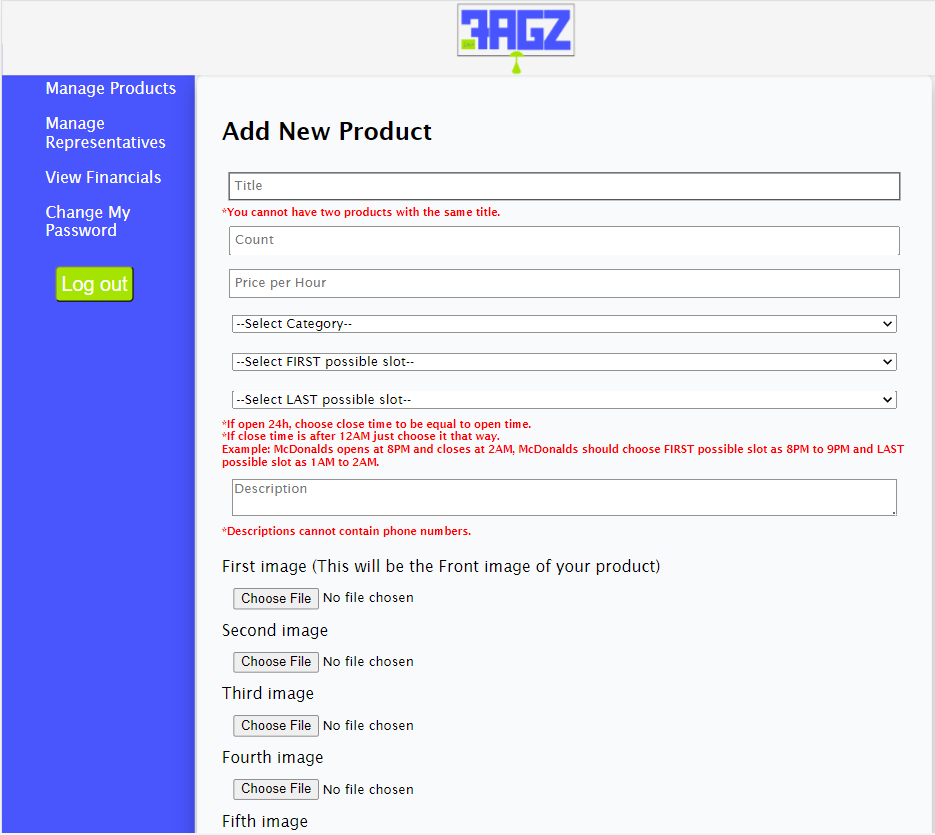 Manage Products
Manage
Representatives
View Financials
Change My
Password
Log out
Add New Product
Title
*You cannot have two products with the same title.
Count
Price per Hour
--Select Category--
--Select FIRST possible slot--
--Select LAST possible slot--
*If open 24h, choose close time to be equal to open time.
*If close time is after 12AM just choose it that way.
Example; McDonalds opens at 8PM and closes at 2AM, McDonalds should choose FIRST possible slot as 8PM to 9PM and LAST
possible slot as 1AM to 2AM.
Description
*Descriptions cannot contain phone numbers.
First image (This will be the Front image of your product)
Choose File No file chosen
Second image
Choose File No file chosen
Third image
Choose File No file chosen
Fourth image
Choose File No file chosen
Fifth image